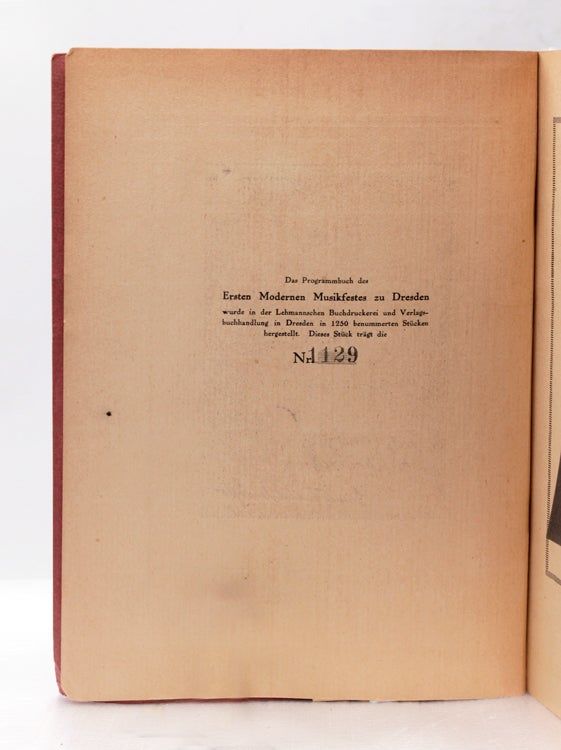 Das Programmbuch des
Ersten Modernen Musikfestes zu Dresden
wurde in der Lehmannschen Buchdruckerei und Verlags-
buchhandlung in Dresden in 1250 benummerten Stücken
hergestellt. Dieses Stück trägt die
Nr. 1129